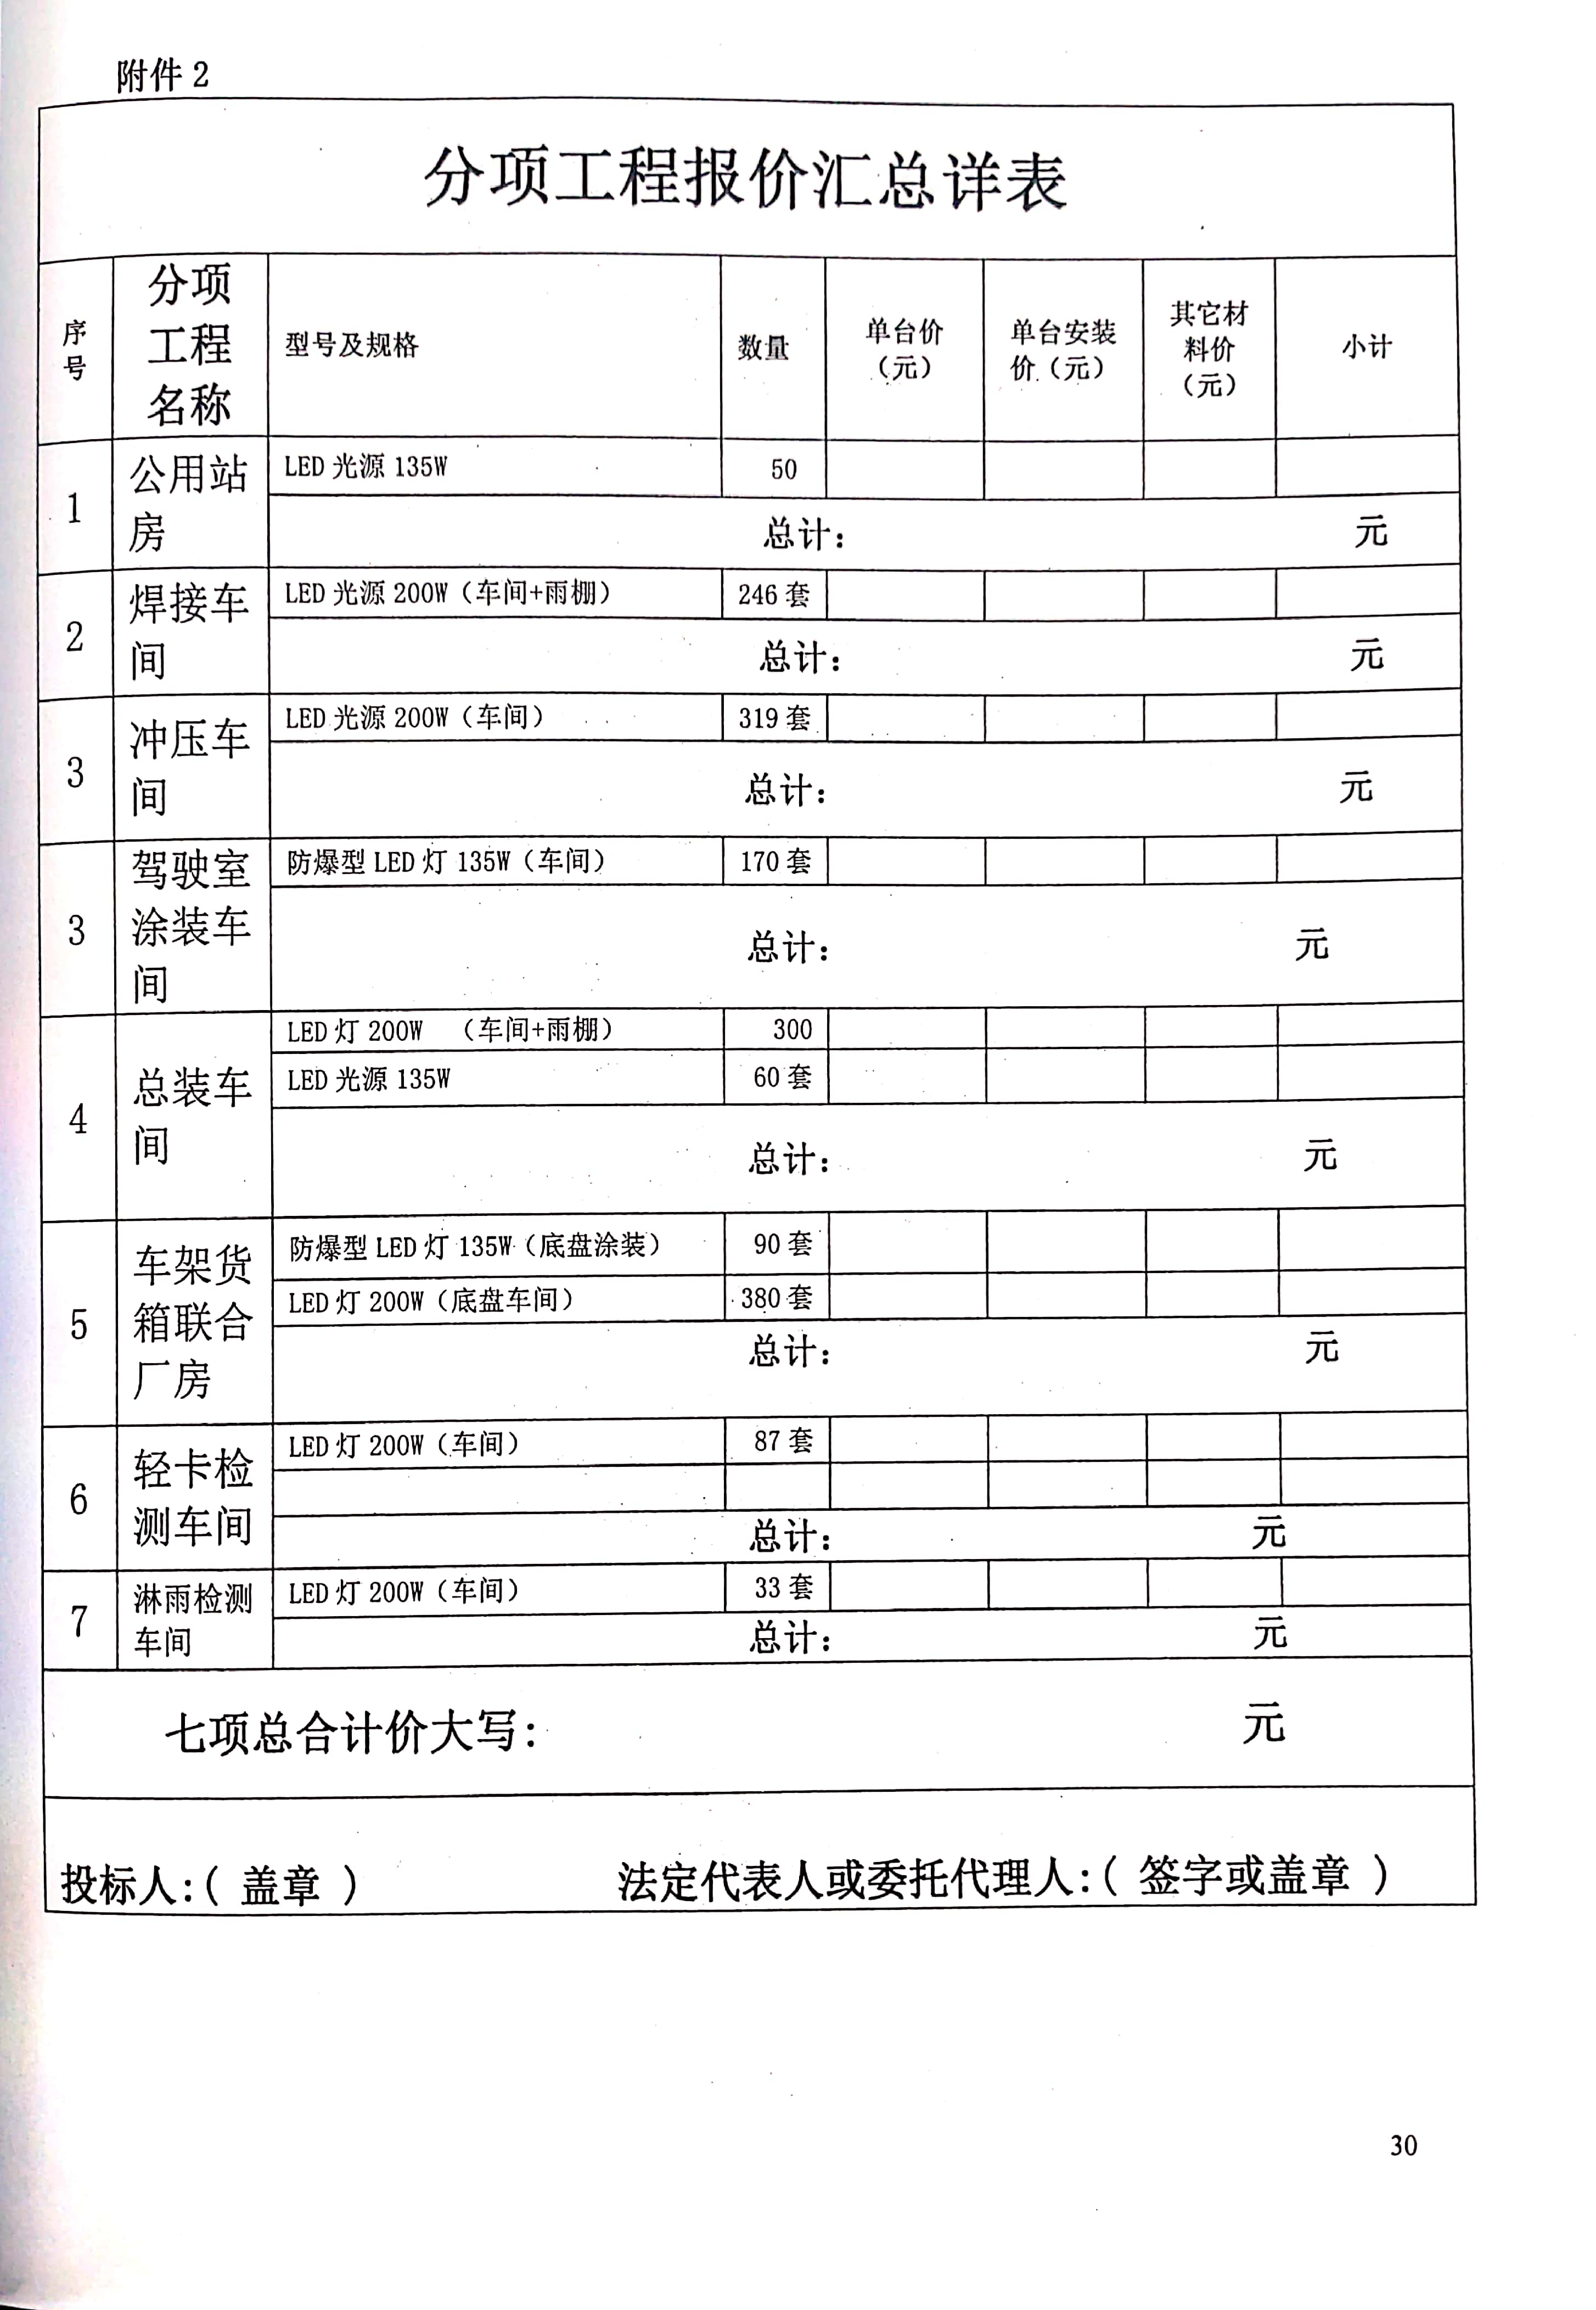 附件 2
分项工程报价汇总详表
序号 分项工程名称 型号及规格 数量 单台价（元） 单台安装价（元） 其它材料价（元） 小计
1 公用站房 LED 光源 135W 50
总计： 元
2 焊接车间 LED 光源 200W（车间+雨棚） 246 套
总计： 元
3 冲压车间 LED 光源 200W（车间） 319 套
总计： 元
3 驾驶室涂装车间 防爆型 LED 灯 135W（车间） 170 套
总计： 元
4 总装车间 LED 灯 200W （车间+雨棚） 300
LED 光源 135W 60 套
总计： 元
5 车架货箱联合厂房 防爆型 LED 灯 135W（底盘涂装） 90 套
LED 灯 200W（底盘车间） 380 套
总计： 元
6 轻卡检测车间 LED 灯 200W（车间） 87 套
总计： 元
7 淋雨检测车间 LED 灯 200W（车间） 33 套
总计： 元
七项总合计价大写： 元
投标人:( 盖章 ) 法定代表人或委托代理人:( 签字或盖章 )
30